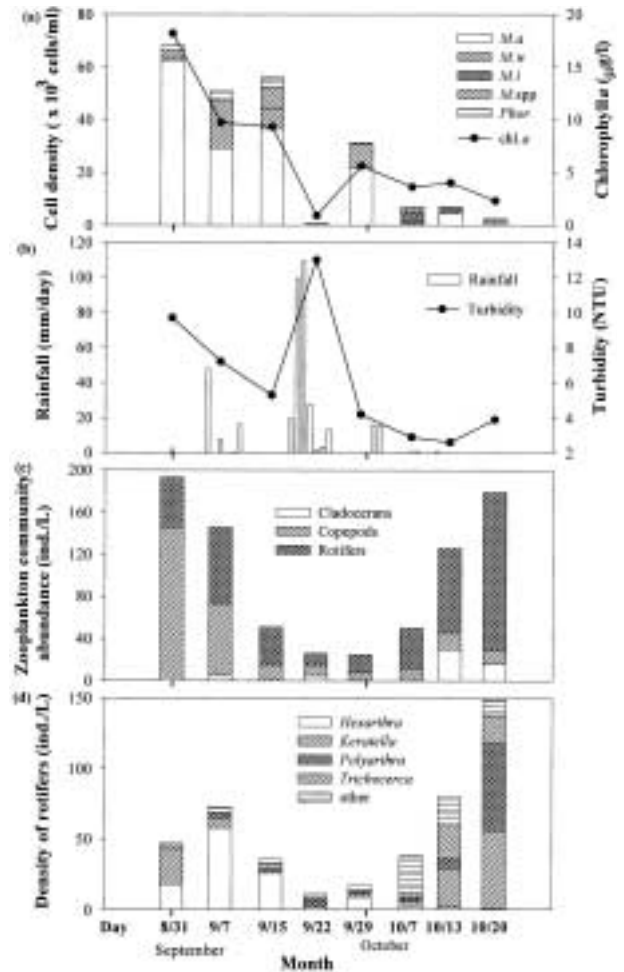 (a)
80
60
40
20
0
Cell density ( x 10³ cells/ml)
M.a
M.w
M.i
M.spp
Phor.
chl.a
20
15
10
5
0
Chlorophylla (μg/l)
(b)
120
100
80
60
40
20
0
Rainfall (mm/day)
Rainfall
Turbidity
14
12
10
8
6
4
2
Turbidity (NTU)
200
160
120
80
40
0
Zooplankton community
abundance (ind./L)
Cladocerans
Copepods
Rotifers
(d)
150
100
50
0
Density of rotifers (ind./L)
Hexarthra
Keratella
Polyarthra
Trichocerca
other
Day 8/31 9/7 9/15 9/22 9/29 10/7 10/13 10/20
September October
Month